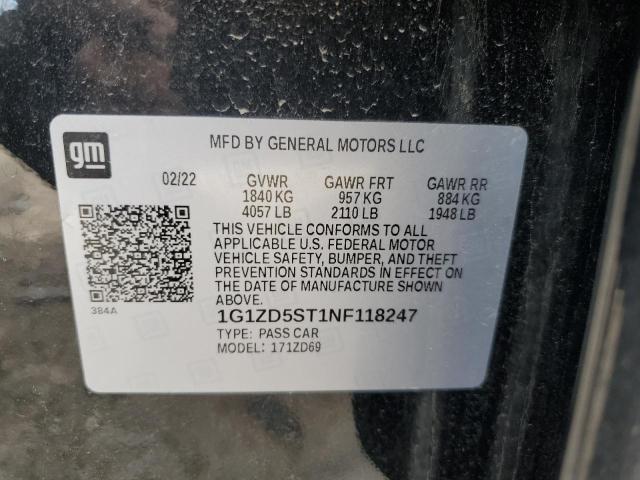 gm
MFD BY GENERAL MOTORS LLC
02/22 GVWR GAWR FRT GAWR RR
1840 KG 957 KG 884 KG
4057 LB 2110 LB 1948 LB
THIS VEHICLE CONFORMS TO ALL
APPLICABLE U.S. FEDERAL MOTOR
VEHICLE SAFETY, BUMPER, AND THEFT
PREVENTION STANDARDS IN EFFECT ON
THE DATE OF MANUFACTURE SHOWN
ABOVE.
384A
1G1ZD5ST1NF118247
TYPE: PASS CAR
MODEL: 171ZD69